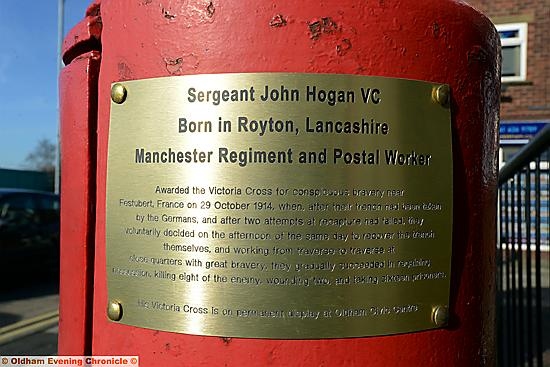 Sergeant John Hogan VC
Born in Royton, Lancashire
Manchester Regiment and Postal Worker
Awarded the Victoria Cross for conspicuous bravery near
Festubert, France on 29 October 1914, when, after their trench had been taken
by the Germans, and after two attempts at recapture had failed, they
voluntarily decided on the afternoon of the same day to recover the trench
themselves, and working from traverse to traverse at
close quarters with great bravery, they gradually succeeded in regaining
possession, killing eight of the enemy, wounding two, and taking sixteen prisoners.
His Victoria Cross is on permanent display at Oldham Civic Centre
© Oldham Evening Chronicle ©